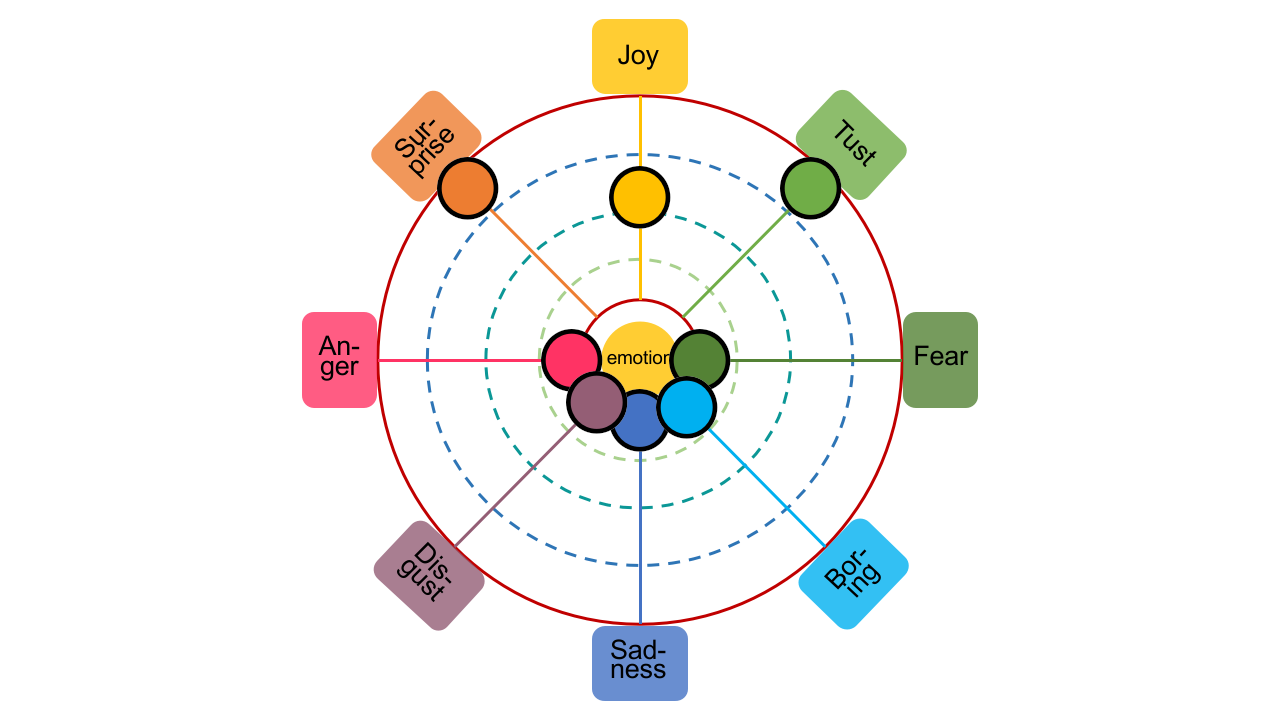 Joy
Sur-
prise
Tust
An-
ger
emotion
Fear
Dis-
gust
Bor-
ing
Sad-
ness